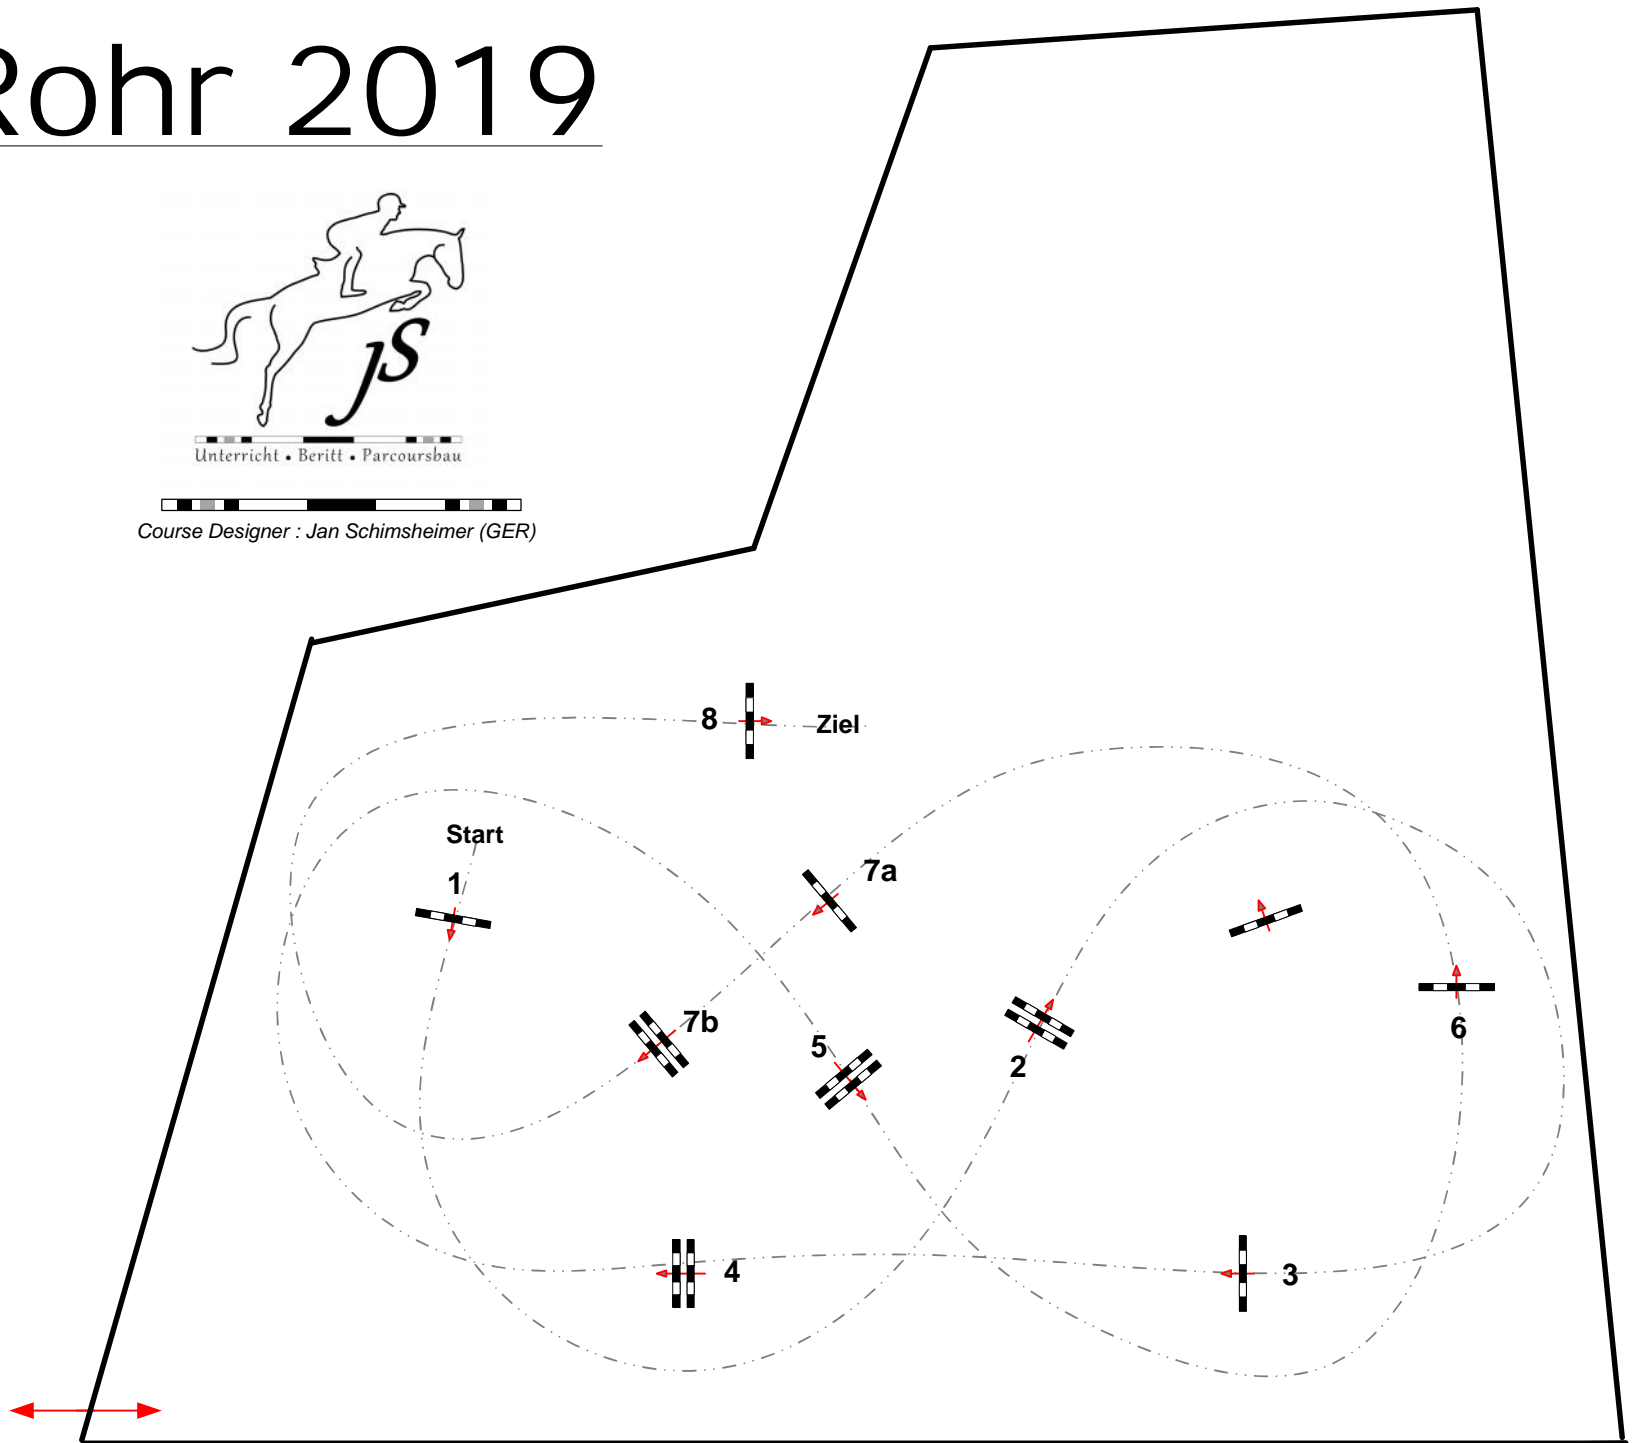 Rohr 2019
js
Unterricht • Beritt • Parcoursbau
Course Designer : Jan Schimsheimer (GER)
8
Ziel
Start
1
7a
7b
5
2
6
4
3